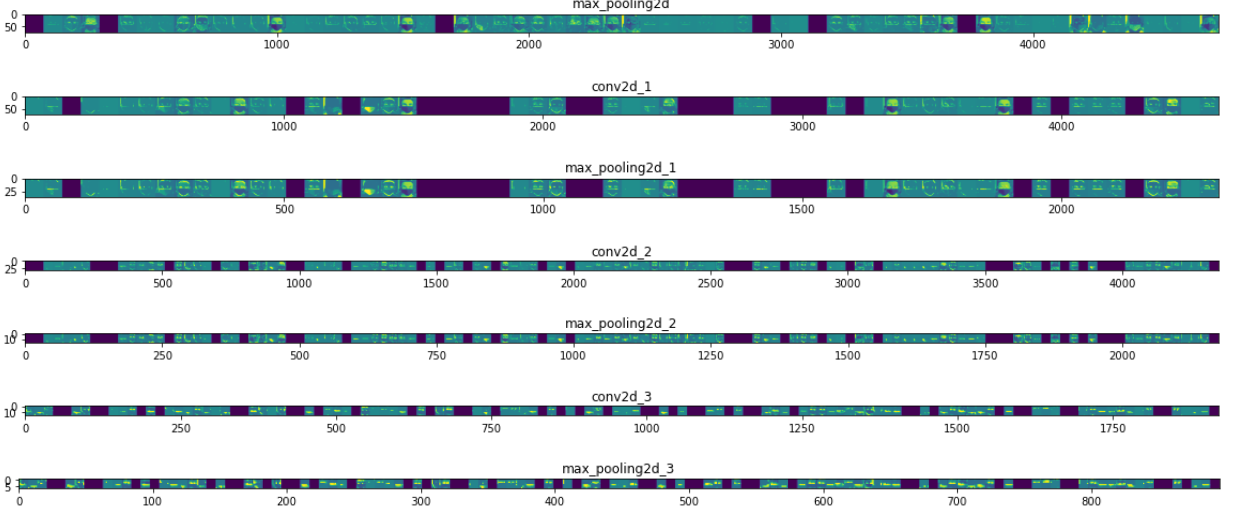 max_pooling2d
0
50
0 1000 2000 3000 4000
conv2d_1
0
50
0 1000 2000 3000 4000
max_pooling2d_1
0
25
0 500 1000 1500 2000
conv2d_2
0
25
0 500 1000 1500 2000 2500 3000 3500 4000
max_pooling2d_2
0
10
0 250 500 750 1000 1250 1500 1750 2000
conv2d_3
0
10
0 250 500 750 1000 1250 1500 1750
max_pooling2d_3
0
5
0 100 200 300 400 500 600 700 800